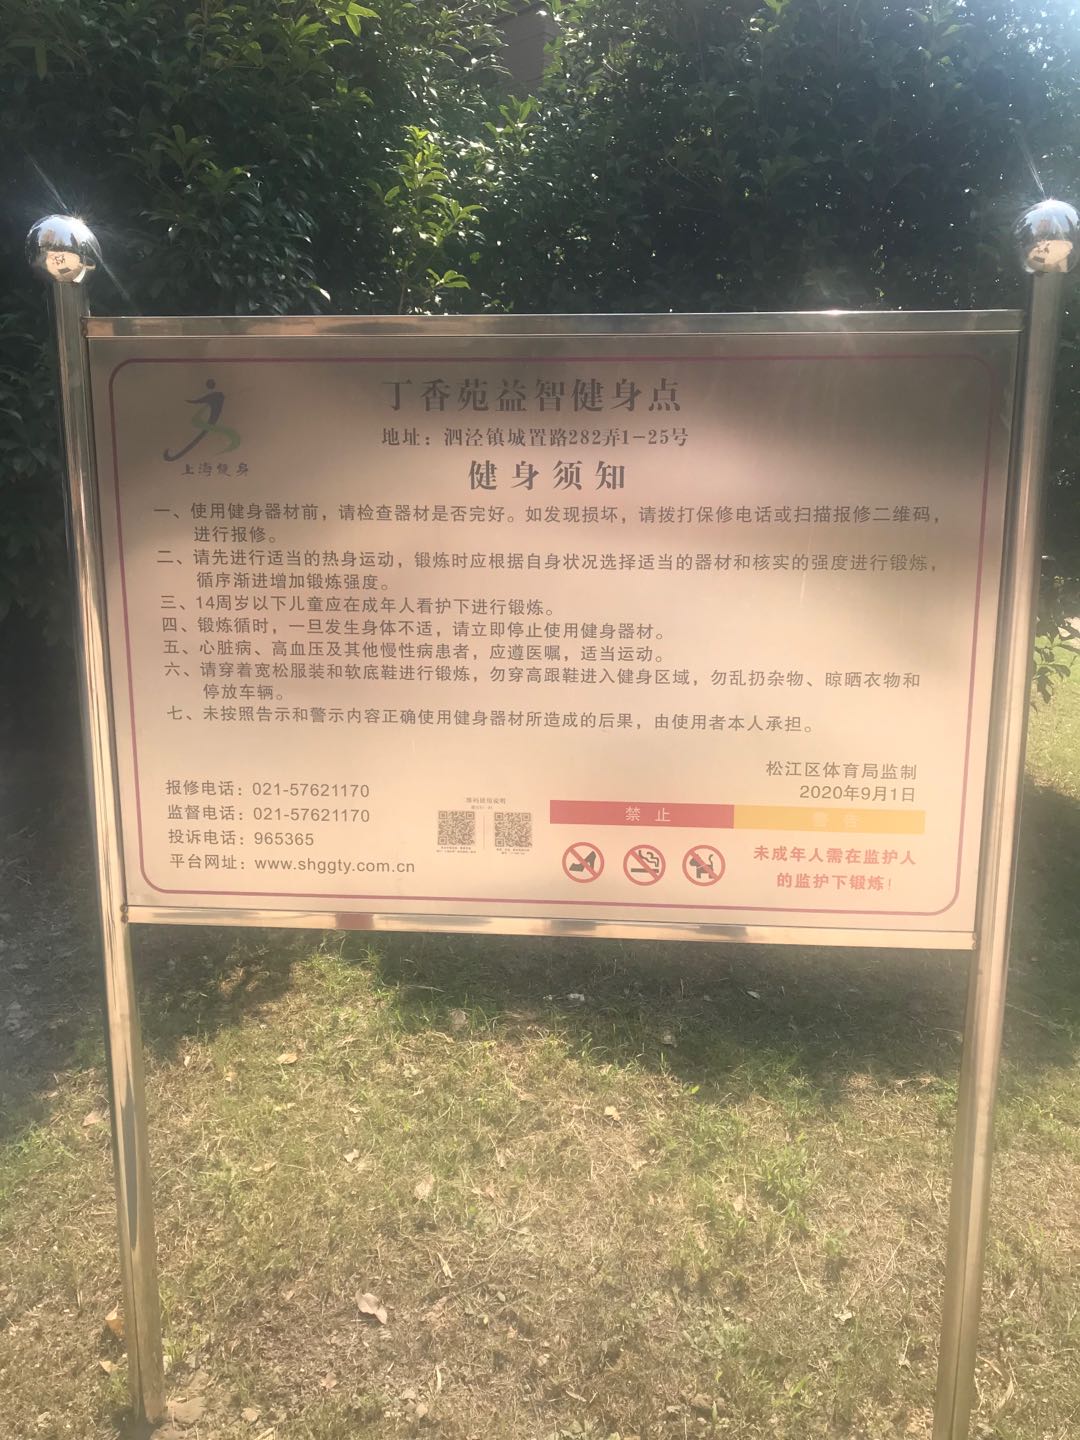 丁香苑益智健身点
地址：泗泾镇城置路282弄1-25号
上海健身
健身须知
一、使用健身器材前，请检查器材是否完好。如发现损坏，请拨打保修电话或扫描报修二维码，
进行报修。
二、请先进行适当的热身运动，锻炼时应根据自身状况选择适当的器材和核实的强度进行锻炼，
循序渐进增加锻炼强度。
三、14周岁以下儿童应在成年人看护下进行锻炼。
四、锻炼循时，一旦发生身体不适，请立即停止使用健身器材。
五、心脏病、高血压及其他慢性病患者，应遵医嘱，适当运动。
六、请穿着宽松服装和软底鞋进行锻炼，勿穿高跟鞋进入健身区域，勿乱扔杂物、晾晒衣物和
停放车辆。
七、未按照告示和警示内容正确使用健身器材所造成的后果，由使用者本人承担。
松江区体育局监制
2020年9月1日
报修电话：021-57621170
监督电话：021-57621170
投诉电话：965365
平台网址：www.shggty.com.cn
禁 止
警 告
未成年人需在监护人
的监护下锻炼！